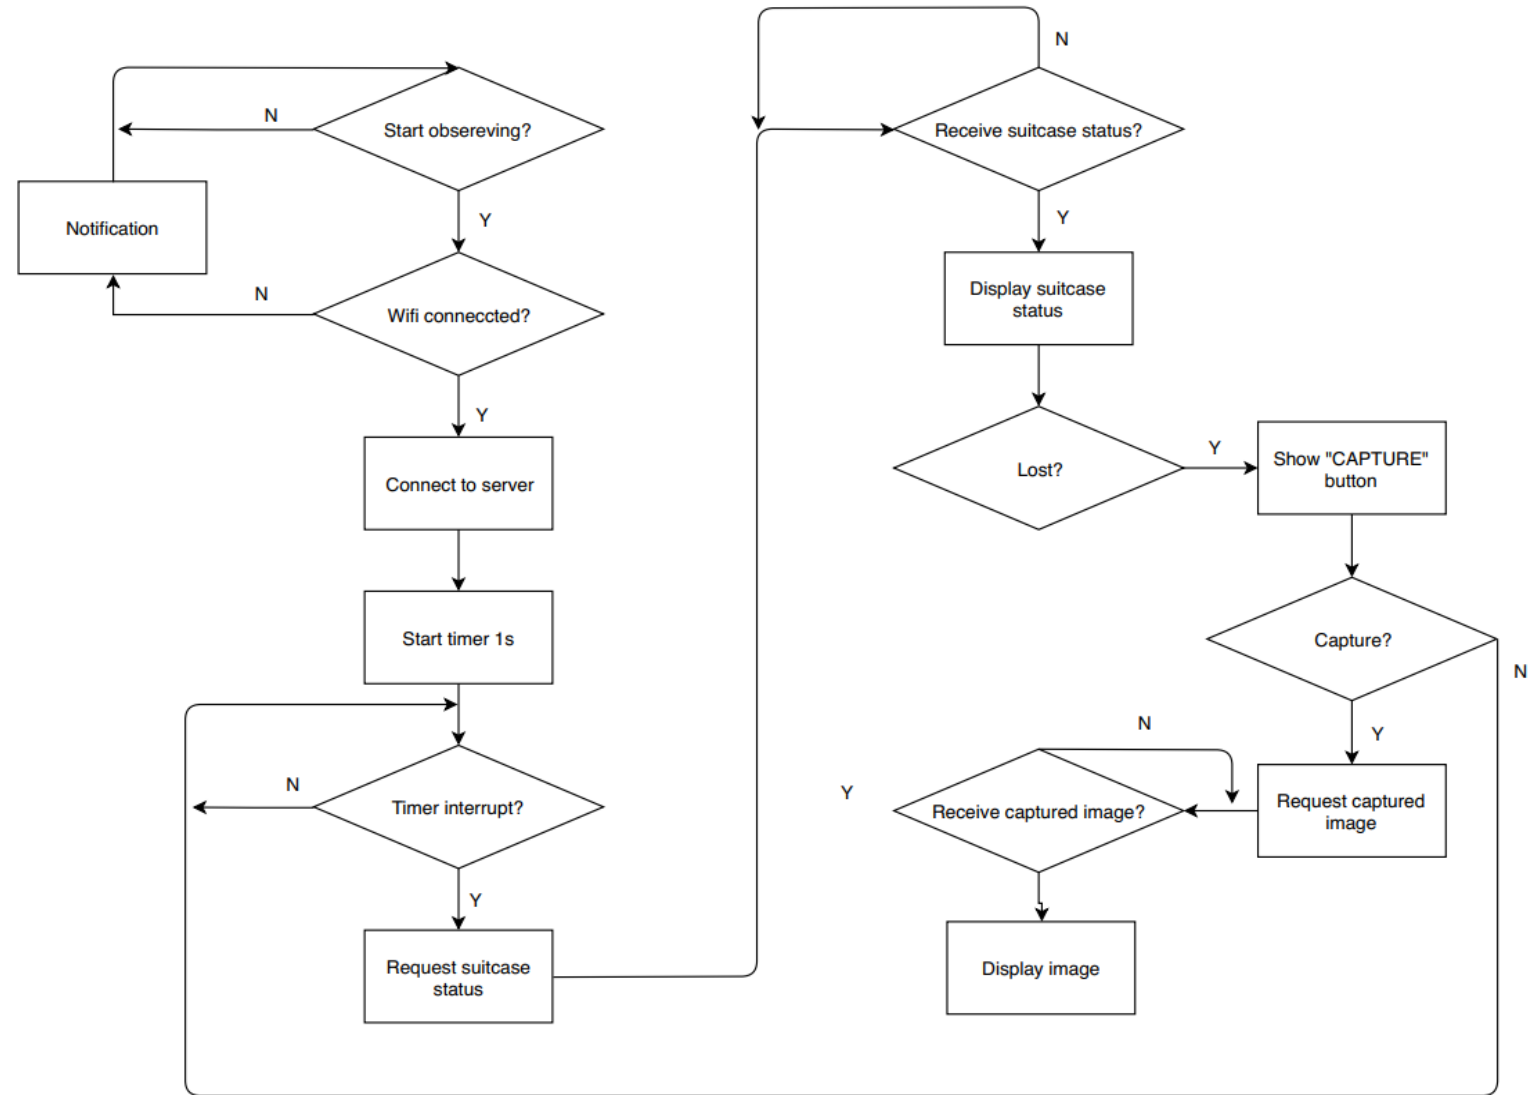 Start obsereving?
N
Y
Notification
Wifi conneccted?
N
Y
Connect to server
Start timer 1s
Timer interrupt?
N
Y
Request suitcase
status
N
Receive suitcase status?
Y
Display suitcase
status
Lost?
Y
Show "CAPTURE"
button
Capture?
N
Y
Request captured
image
N
Receive captured image?
Y
Display image